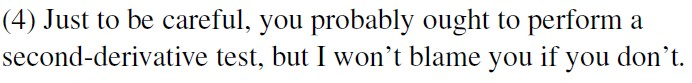 (4) Just to be careful, you probably ought to perform a
second-derivative test, but I won’t blame you if you don’t.